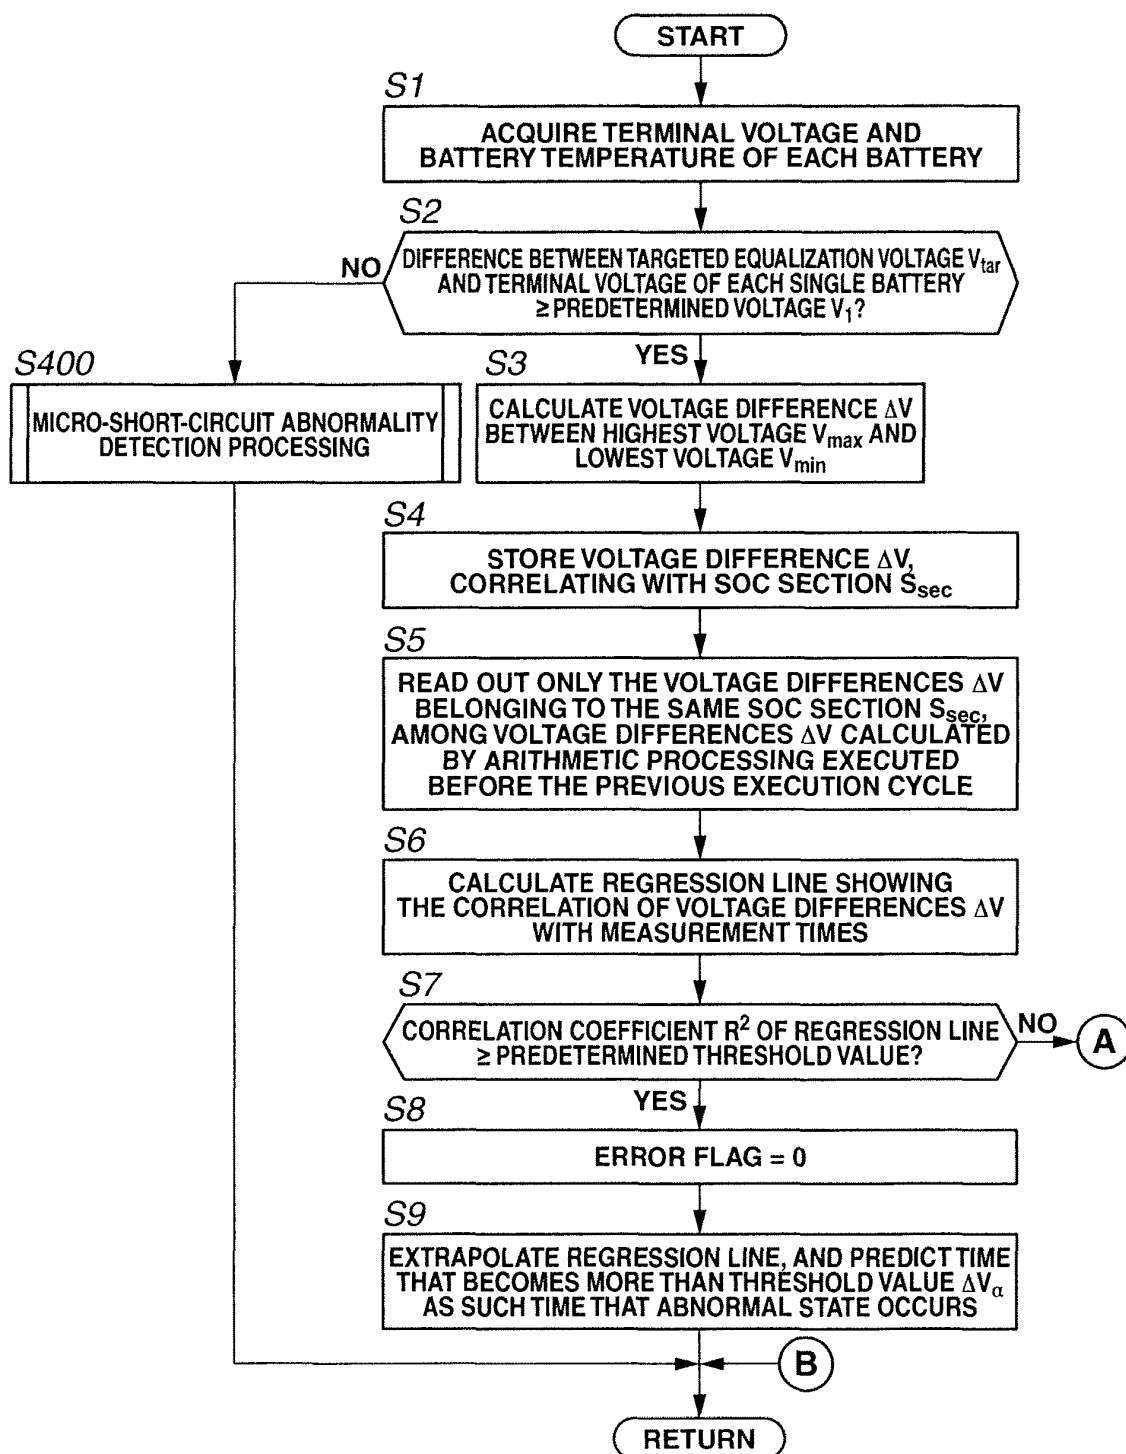 START
S1
ACQUIRE TERMINAL VOLTAGE AND
BATTERY TEMPERATURE OF EACH BATTERY
S2
DIFFERENCE BETWEEN TARGETED EQUALIZATION VOLTAGE Vtar
AND TERMINAL VOLTAGE OF EACH SINGLE BATTERY
≥ PREDETERMINED VOLTAGE V1?
NO
YES
S400
MICRO-SHORT-CIRCUIT ABNORMALITY
DETECTION PROCESSING
S3
CALCULATE VOLTAGE DIFFERENCE ΔV
BETWEEN HIGHEST VOLTAGE Vmax AND
LOWEST VOLTAGE Vmin
S4
STORE VOLTAGE DIFFERENCE ΔV,
CORRELATING WITH SOC SECTION Ssec
S5
READ OUT ONLY THE VOLTAGE DIFFERENCES ΔV
BELONGING TO THE SAME SOC SECTION Ssec,
AMONG VOLTAGE DIFFERENCES ΔV CALCULATED
BY ARITHMETIC PROCESSING EXECUTED
BEFORE THE PREVIOUS EXECUTION CYCLE
S6
CALCULATE REGRESSION LINE SHOWING
THE CORRELATION OF VOLTAGE DIFFERENCES ΔV
WITH MEASUREMENT TIMES
S7
CORRELATION COEFFICIENT R² OF REGRESSION LINE
≥ PREDETERMINED THRESHOLD VALUE?
NO
A
YES
S8
ERROR FLAG = 0
S9
EXTRAPOLATE REGRESSION LINE, AND PREDICT TIME
THAT BECOMES MORE THAN THRESHOLD VALUE ΔVα
AS SUCH TIME THAT ABNORMAL STATE OCCURS
B
RETURN